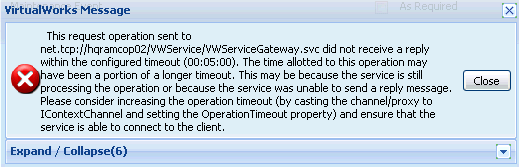 VirtualWorks Message
As Required
This request operation sent to
net.tcp://hqramcop02/VWService/VWServiceGateway.svc did not receive a reply
within the configured timeout (00:05:00). The time allotted to this operation may
have been a portion of a longer timeout. This may be because the service is still
processing the operation or because the service was unable to send a reply message.
Please consider increasing the operation timeout (by casting the channel/proxy to
IContextChannel and setting the OperationTimeout property) and ensure that the
service is able to connect to the client.
Close
Expand / Collapse(6)